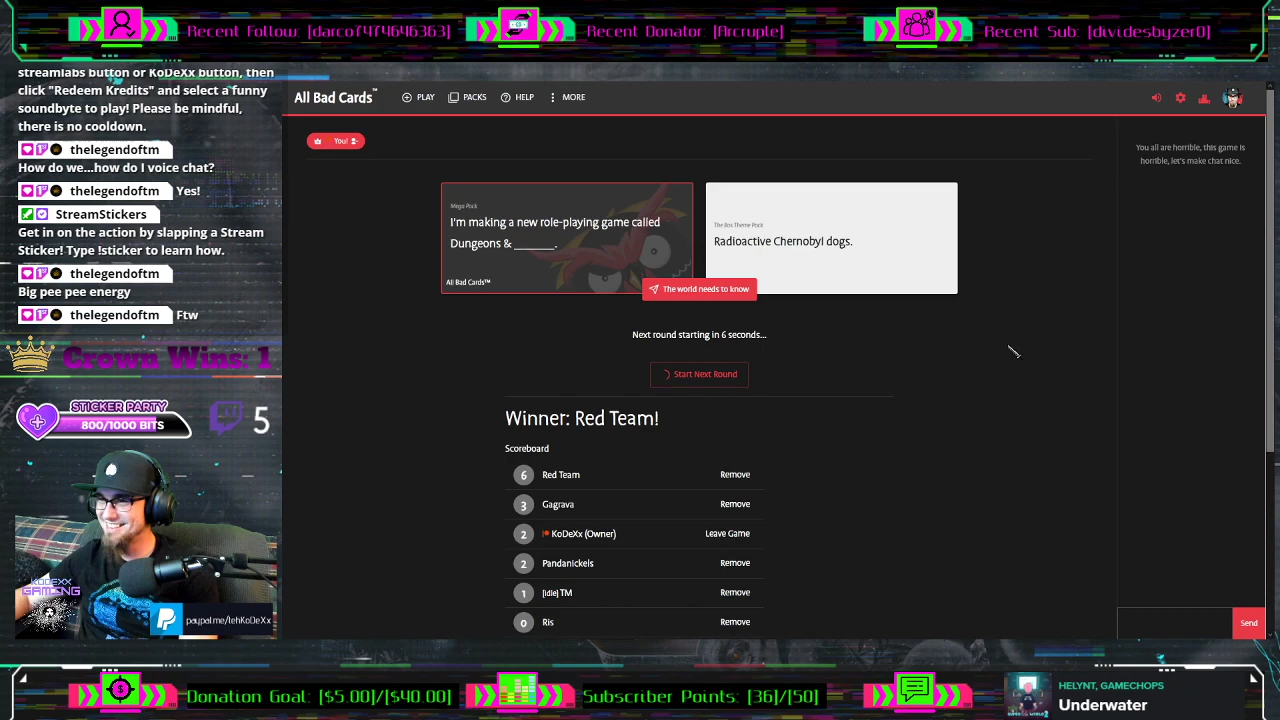 Recent Follow: [darco7474646363]
Recent Donator: [Arcrupte]
Recent Sub: [dividesbyzer0]
streamlabs button or KoDeXx button, then
click "Redeem Kredits" and select a funny
soundbyte to play! Please be mindful,
there is no cooldown.
thelegendoftm
How do we...how do I voice chat?
thelegendoftm Yes!
StreamStickers
Get in on the action by slapping a Stream
Sticker! Type !sticker to learn how.
thelegendoftm
Big pee pee energy
thelegendoftm Ftw
Crown Wins: 1
STICKER PARTY
800/1000 BITS
5
KODEXX
GAMING
paypal.me/tehKoDeXx
All Bad Cards™
PLAY
PACKS
HELP
MORE
You!
Mega Pack
I'm making a new role-playing game called
Dungeons & ______.
All Bad Cards™
The Bos Theme Pack
Radioactive Chernobyl dogs.
The world needs to know
Next round starting in 6 seconds...
Start Next Round
Winner: Red Team!
Scoreboard
6 Red Team Remove
3 Gagrava Remove
2 KoDeXx (Owner) Leave Game
2 Pandanickels Remove
1 [idle] TM Remove
0 Ris Remove
You all are horrible, this game is
horrible, let's make chat nice.
Send
Donation Goal: [$5.00]/[$40.00]
Subscriber Points: [36]/[50]
HELYNT, GAMECHOPS
Underwater